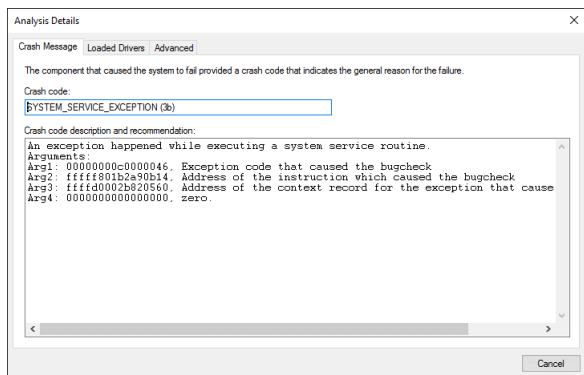 Analysis Details
Crash Message
Loaded Drivers
Advanced
The component that caused the system to fail provided a crash code that indicates the general reason for the failure.
Crash code:
SYSTEM_SERVICE_EXCEPTION (3b)
Crash code description and recommendation:
An exception happened while executing a system service routine.
Arguments:
Arg1: 00000000c0000046, Exception code that caused the bugcheck
Arg2: fffff801b2a90b14, Address of the instruction which caused the bugcheck
Arg3: ffffd0002b820560, Address of the context record for the exception that cause
Arg4: 0000000000000000, zero.
Cancel